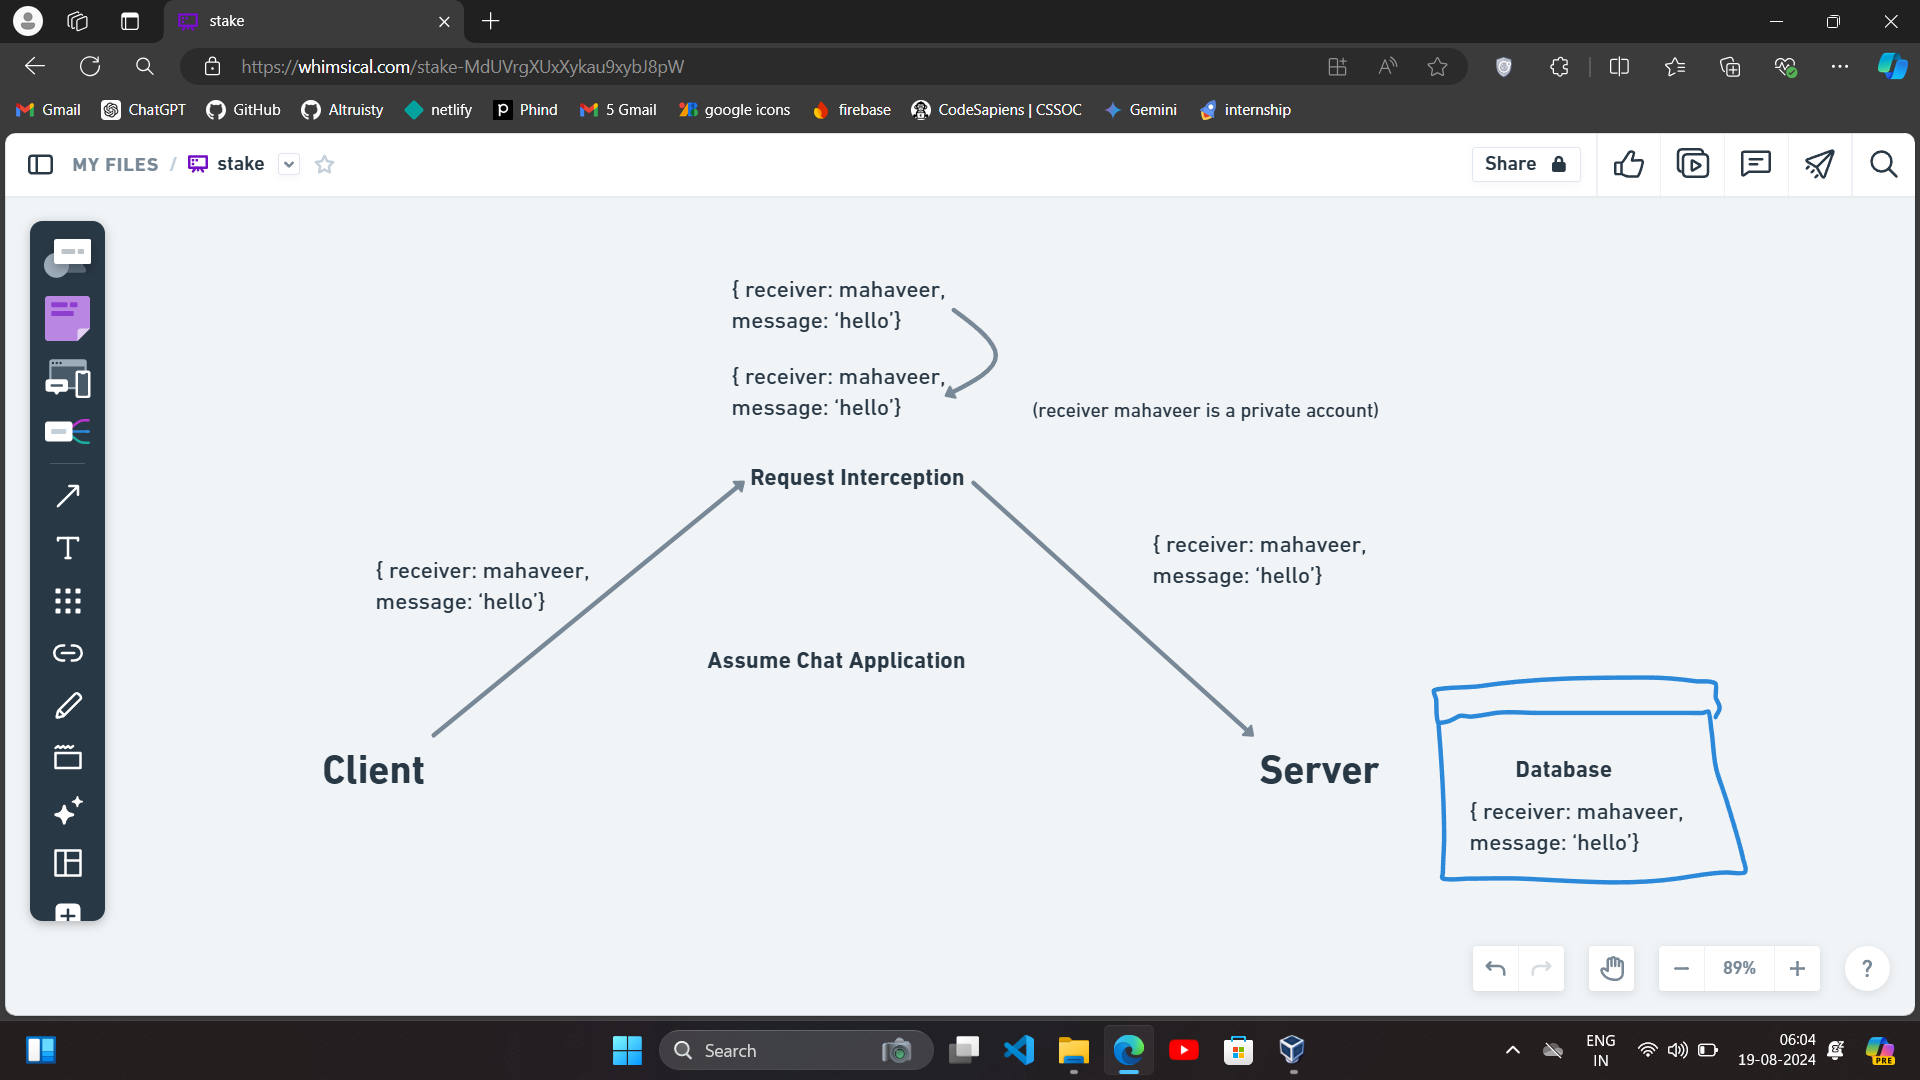 stake
https://whimsical.com/stake-MdUVrgXUxXykau9xybJ8pW
Gmail
ChatGPT
GitHub
Altruisty
netlify
Phind
5 Gmail
google icons
firebase
CodeSapiens | CSSOC
Gemini
internship
MY FILES / stake
Share
{ receiver: mahaveer,
message: ‘hello’}
{ receiver: mahaveer,
message: ‘hello’}
(receiver mahaveer is a private account)
Request Interception
{ receiver: mahaveer,
message: ‘hello’}
{ receiver: mahaveer,
message: ‘hello’}
Assume Chat Application
Client
Server
Database
{ receiver: mahaveer,
message: ‘hello’}
89%
?
Search
ENG
IN
06:04
19-08-2024
PRE